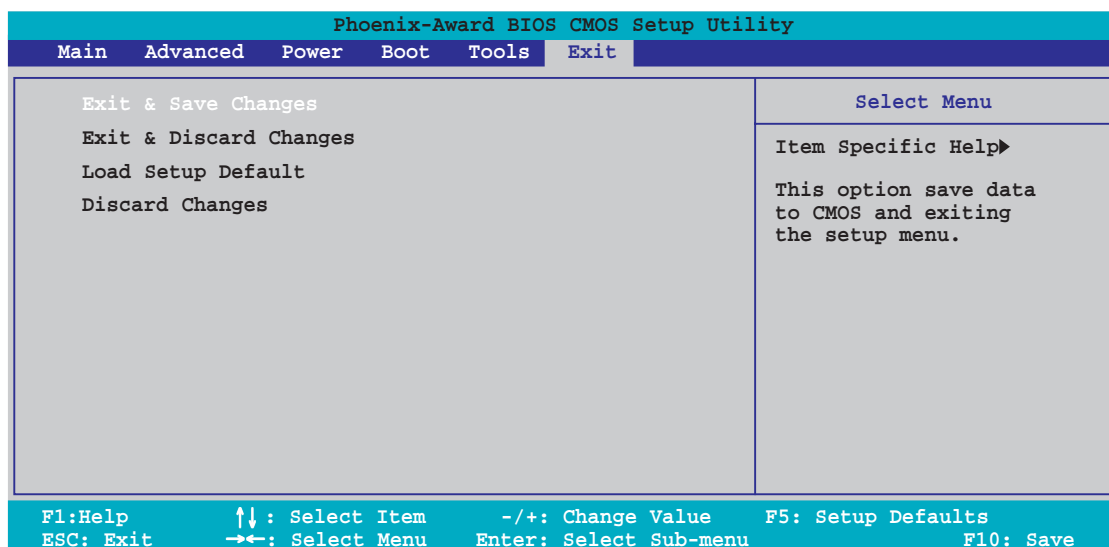 Phoenix-Award BIOS CMOS Setup Utility
Main Advanced Power Boot Tools Exit
Exit & Save Changes
Exit & Discard Changes
Load Setup Default
Discard Changes
Select Menu
Item Specific Help▶
This option save data
to CMOS and exiting
the setup menu.
F1:Help ↑↓ : Select Item -/+: Change Value F5: Setup Defaults
ESC: Exit →←: Select Menu Enter: Select Sub-menu F10: Save